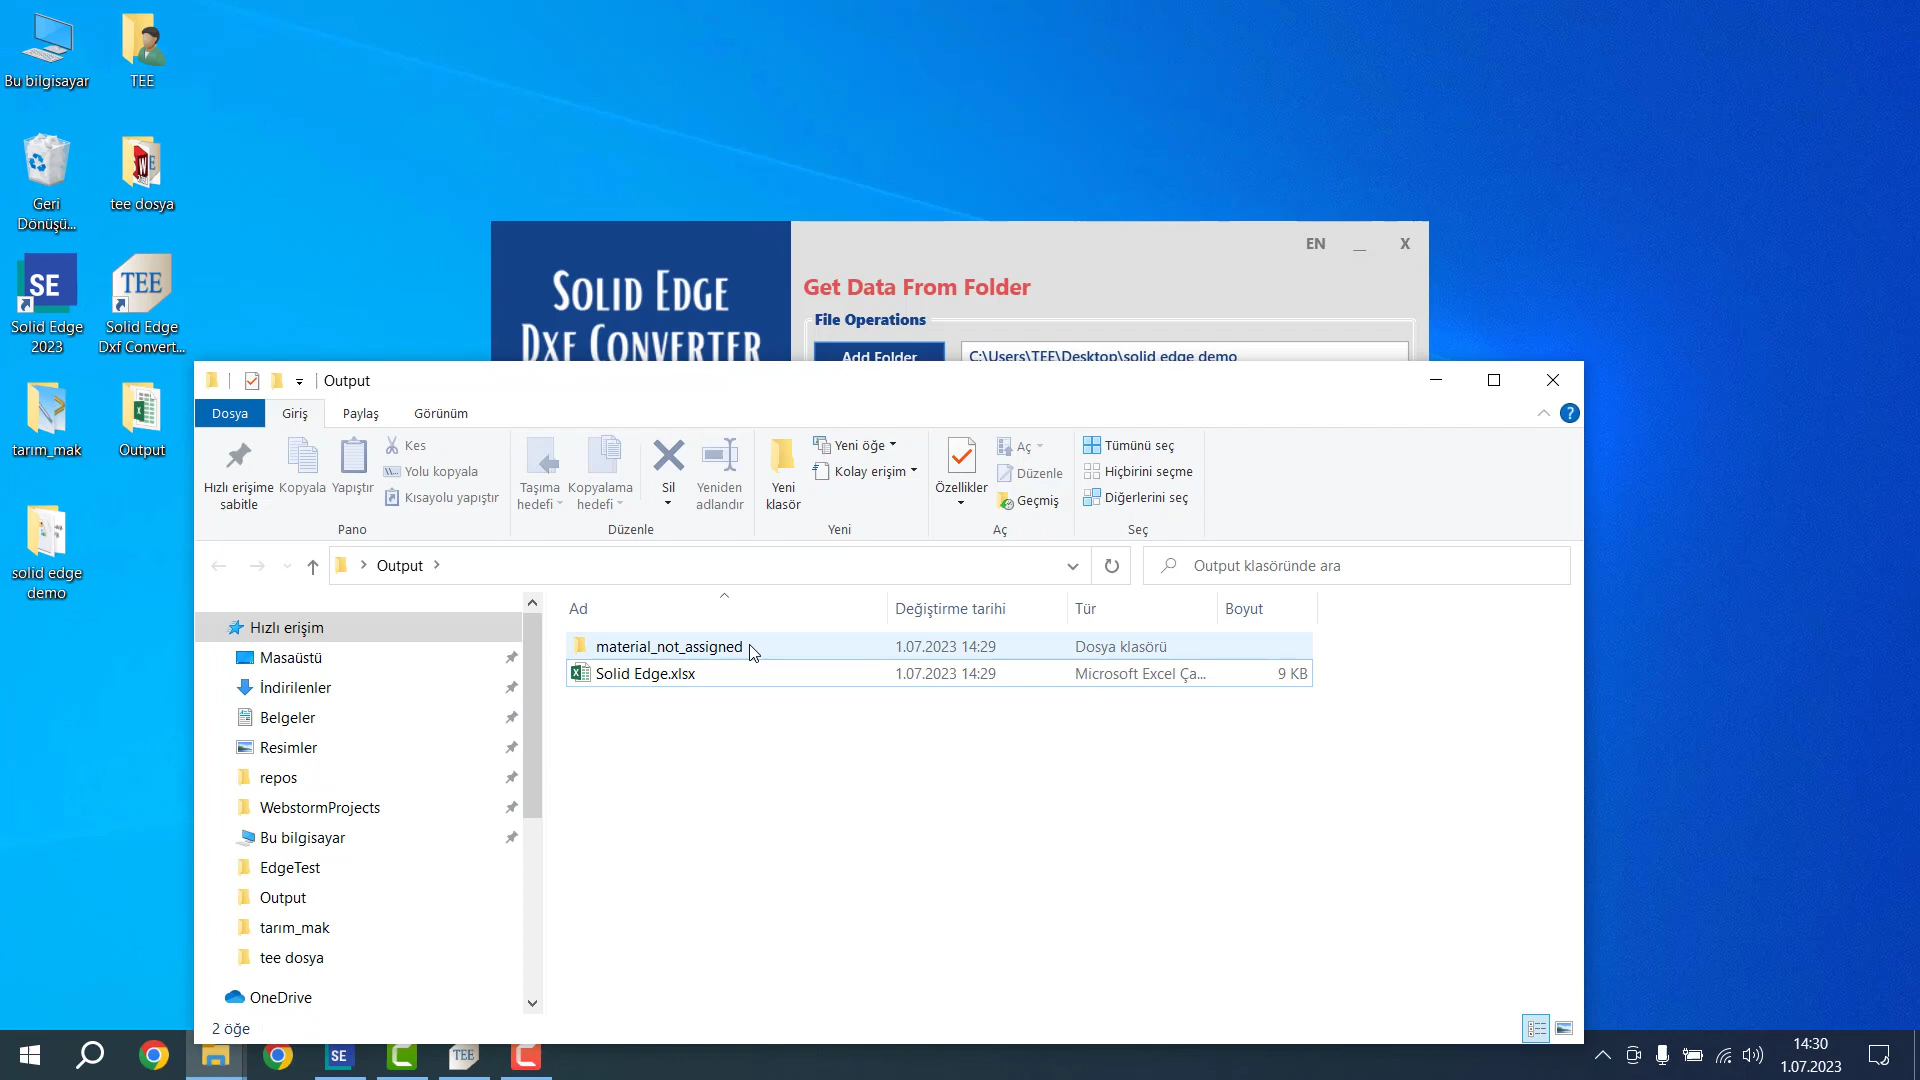 Bu bilgisayar
TEE
Geri
Dönüşü...
tee dosya
SE
TEE
Solid Edge
2023
Solid Edge
Dxf Convert...
tarım_mak
Output
solid edge
demo
SOLID EDGE
DXF CONVERTER
EN
X
Get Data From Folder
File Operations
Add Folder
C:\Users\TEE\Desktop\solid edge demo
Output
Dosya
Giriş
Paylaş
Görünüm
Hızlı erişime
sabitle
Kopyala
Yapıştır
Kes
Yolu kopyala
Kısayolu yapıştır
Pano
Taşıma
hedefi
Kopyalama
hedefi
Sil
Yeniden
adlandır
Düzenle
Yeni
klasör
Yeni öğe
Kolay erişim
Yeni
Özellikler
Aç
Düzenle
Geçmiş
Aç
Tümünü seç
Hiçbirini seçme
Diğerlerini seç
Seç
Output
Output klasöründe ara
Ad
Değiştirme tarihi
Tür
Boyut
material_not_assigned
1.07.2023 14:29
Dosya klasörü
Solid Edge.xlsx
1.07.2023 14:29
Microsoft Excel Ça...
9 KB
Hızlı erişim
Masaüstü
İndirilenler
Belgeler
Resimler
repos
WebstormProjects
Bu bilgisayar
EdgeTest
Output
tarım_mak
tee dosya
OneDrive
2 öğe
SE
TEE
14:30
1.07.2023